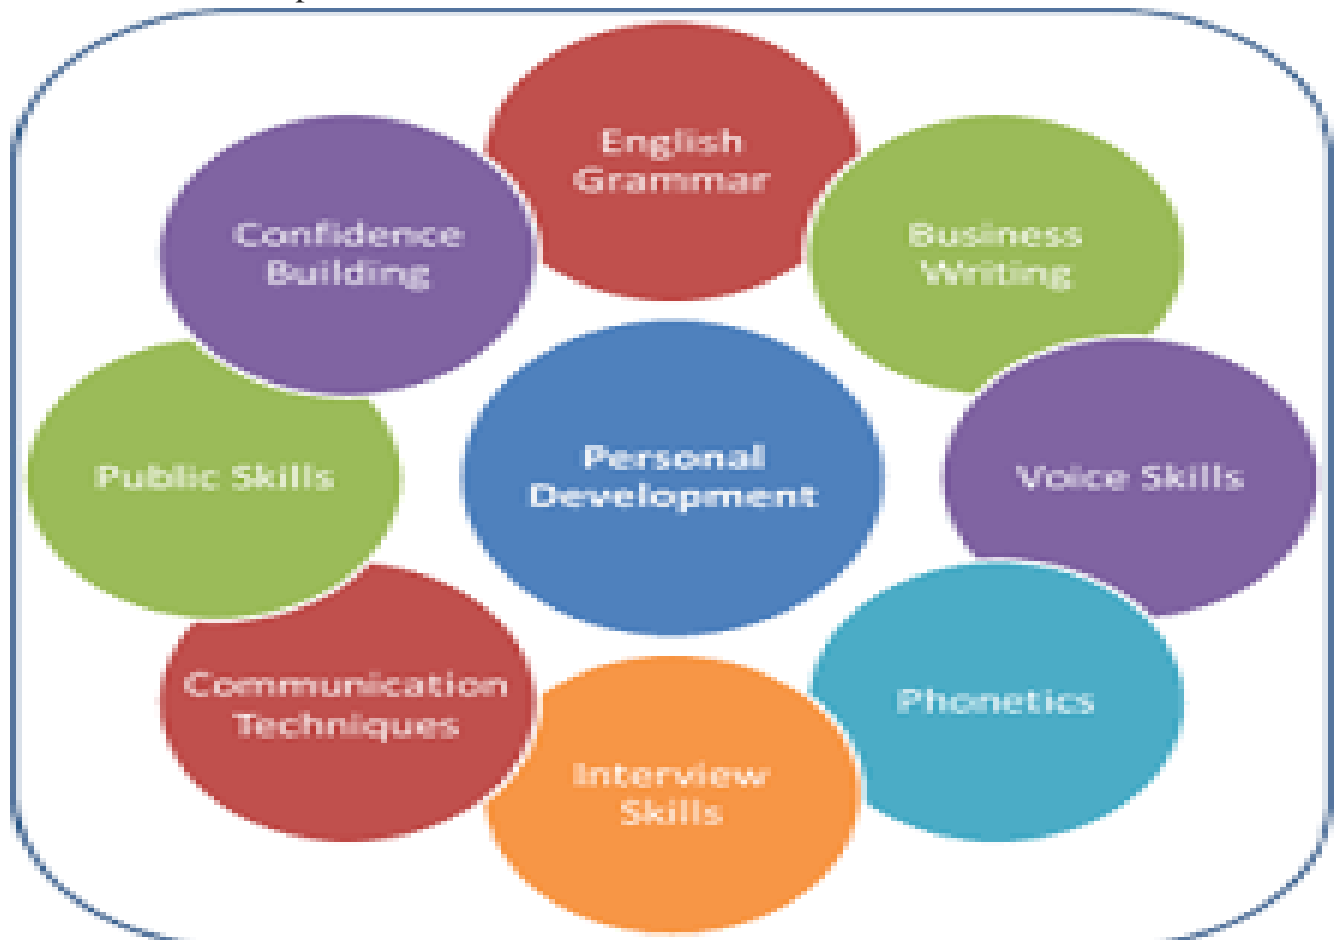 English
Grammar
Business
Writing
Voice Skills
Phonetics
Interview
Skills
Communication
Techniques
Public Skills
Confidence
Building
Personal
Development